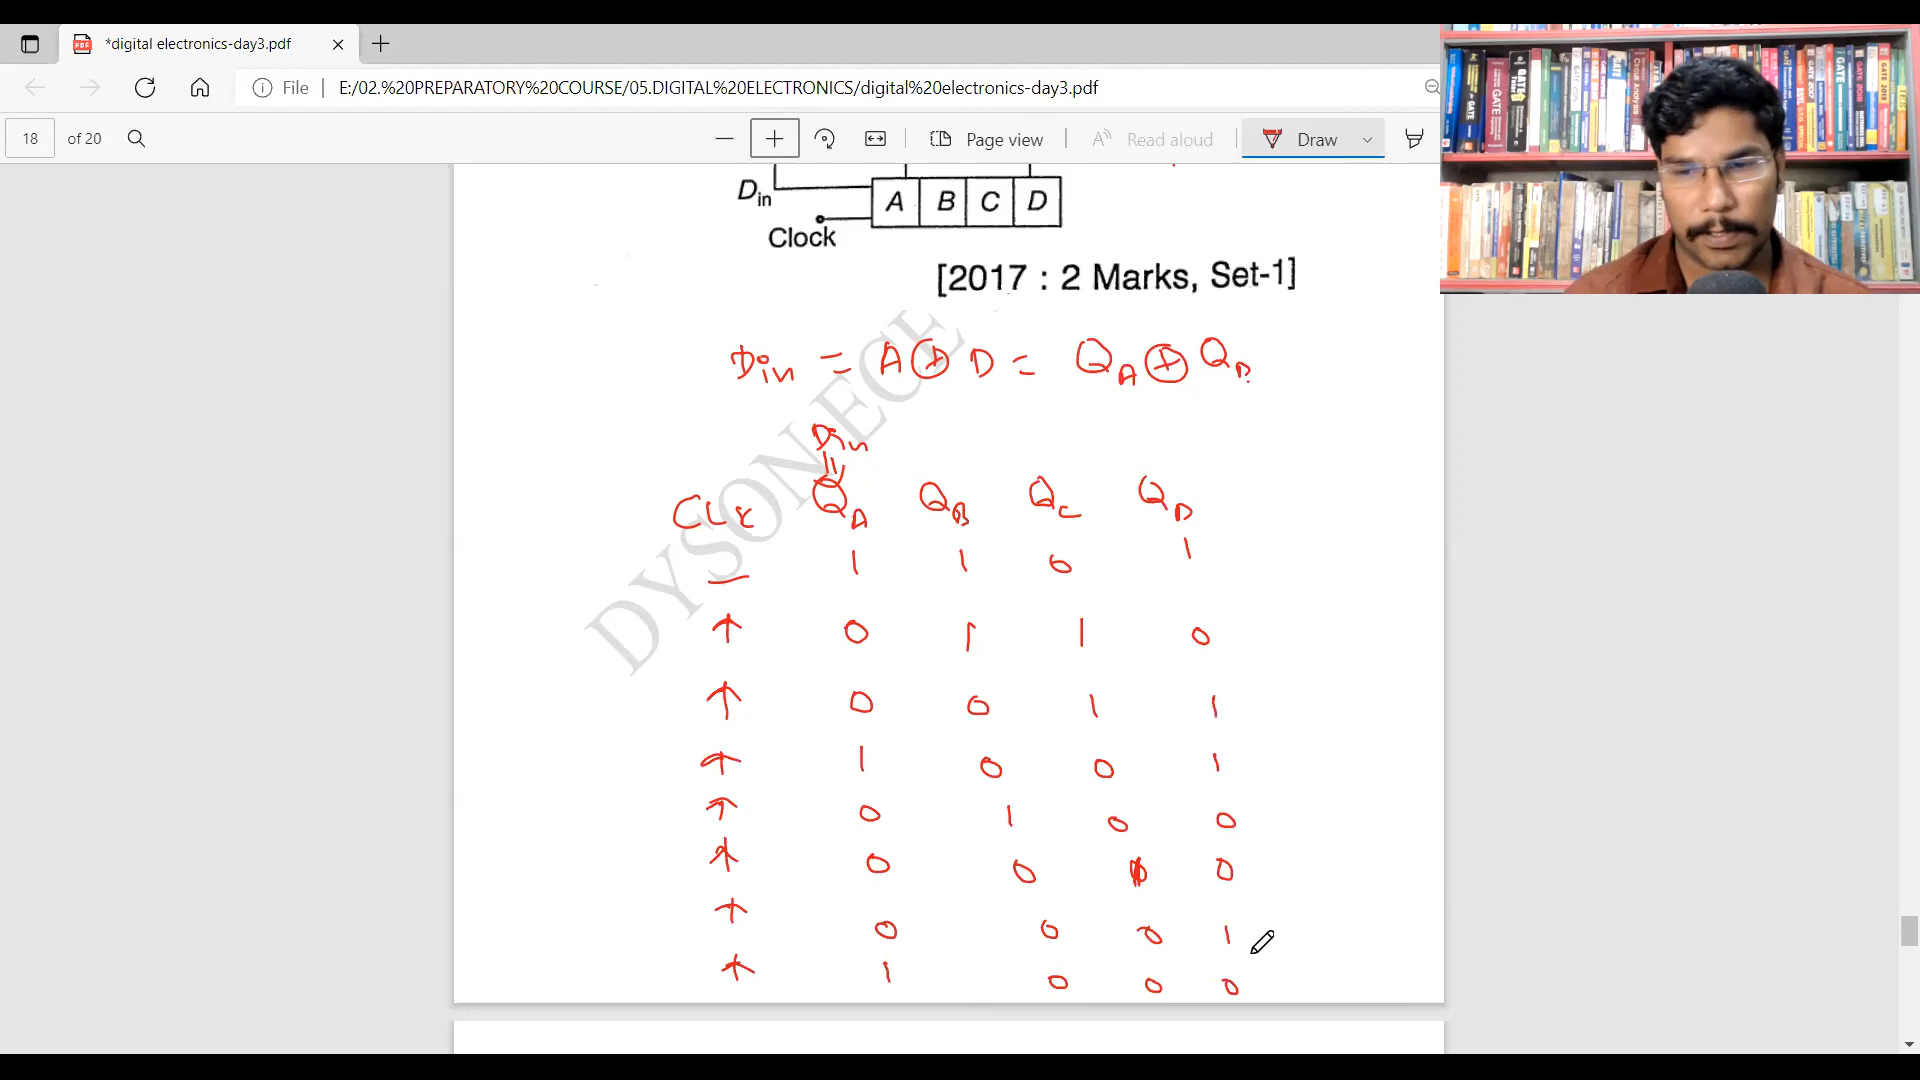 *digital electronics-day3.pdf
File E:/02.%20PREPARATORY%20COURSE/05.DIGITAL%20ELECTRONICS/digital%20electronics-day3.pdf
18 of 20 Page view Read aloud Draw
Din A B C D
Clock
[2017 : 2 Marks, Set-1]
Din = A ⊕ D = QA ⊕ QD
DYSON ECE
Din
CLK QA QB QC QD
— 1 1 0 1
↑ 0 1 1 0
↑ 0 0 1 1
↑ 1 0 0 1
↑ 0 1 0 0
↑ 0 0 1 0
↑ 0 0 0 1
↑ 1 0 0 0